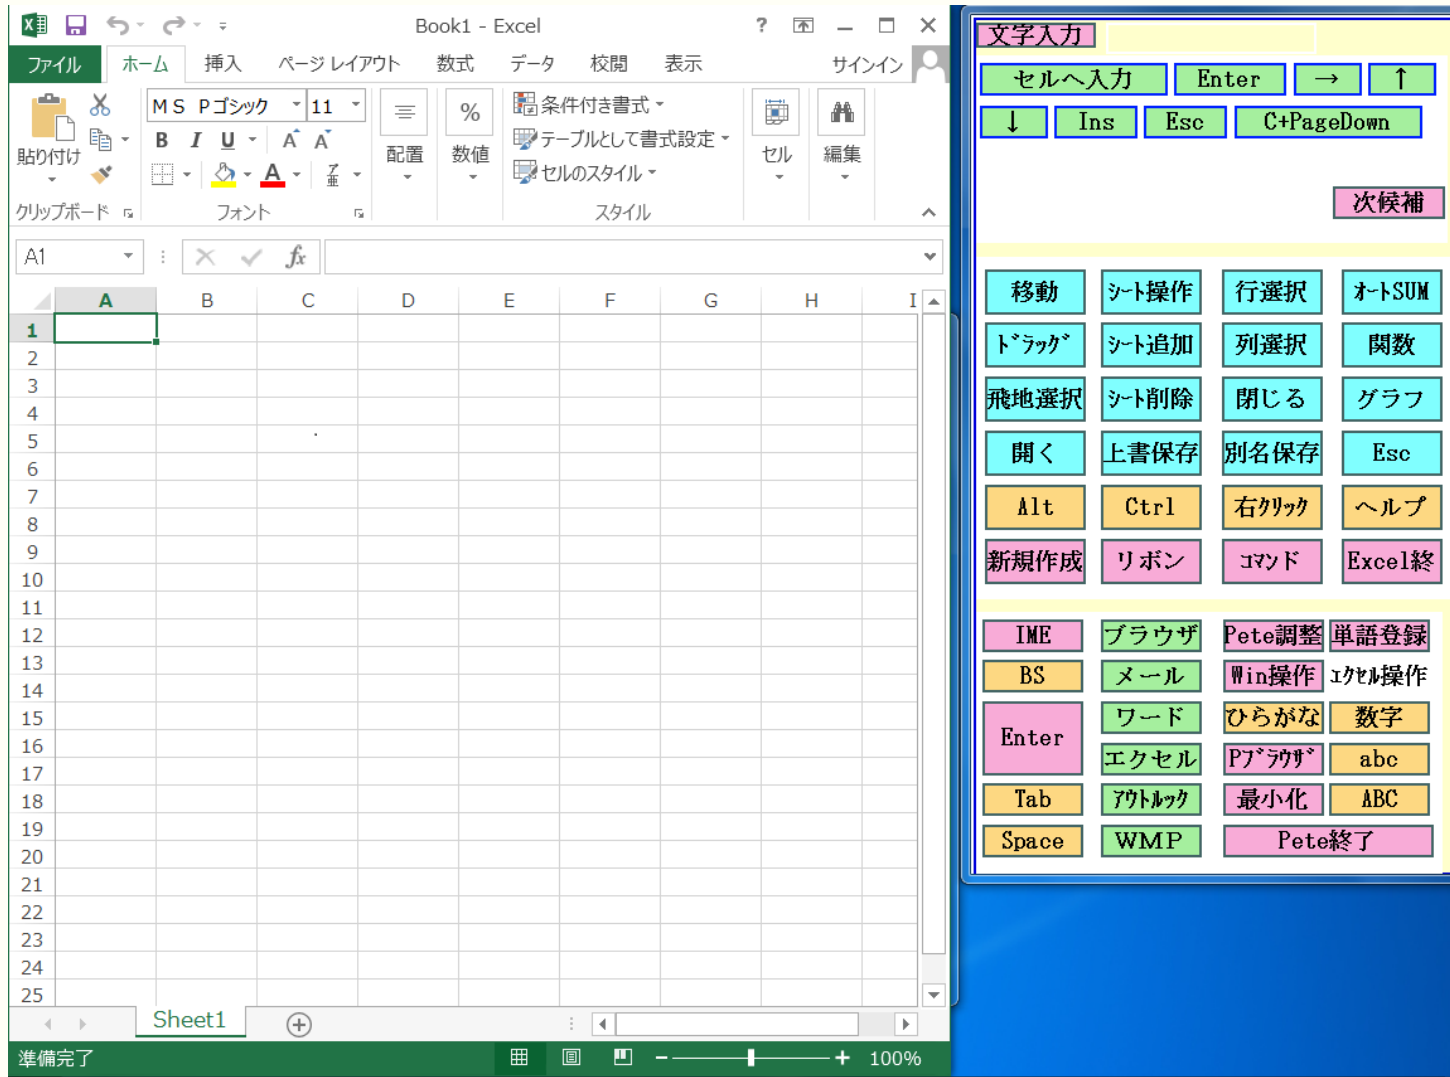 Book1 - Excel
?
ファイル ホーム 挿入 ページ レイアウト 数式 データ 校閲 表示 サインイン
貼り付け
ＭＳ Ｐゴシック 11
B I U A A
A ア亜
配置
%
数値
条件付き書式
テーブルとして書式設定
セルのスタイル
セル
編集
クリップボード フォント スタイル
A1 fx
A B C D E F G H I
1
2
3
4
5
6
7
8
9
10
11
12
13
14
15
16
17
18
19
20
21
22
23
24
25
Sheet1
準備完了 100%
文字入力
セルへ入力 Enter → ↑
↓ Ins Esc C+PageDown
次候補
移動 ｼｰﾄ操作 行選択 ｵｰﾄSUM
ﾄﾞﾗｯｸﾞ ｼｰﾄ追加 列選択 関数
飛地選択 ｼｰﾄ削除 閉じる グラフ
開く 上書保存 別名保存 Esc
Alt Ctrl 右ｸﾘｯｸ ヘルプ
新規作成 リボン ｺﾏﾝド Excel終
IME ブラウザ Pete調整 単語登録
BS メール Win操作 ｴｸｾﾙ操作
Enter ワード ひらがな 数字
エクセル Pﾌﾞﾗｳｻﾞ abc
Tab ｱｳﾄﾙｯｸ 最小化 ABC
Space ＷＭＰ Pete終了